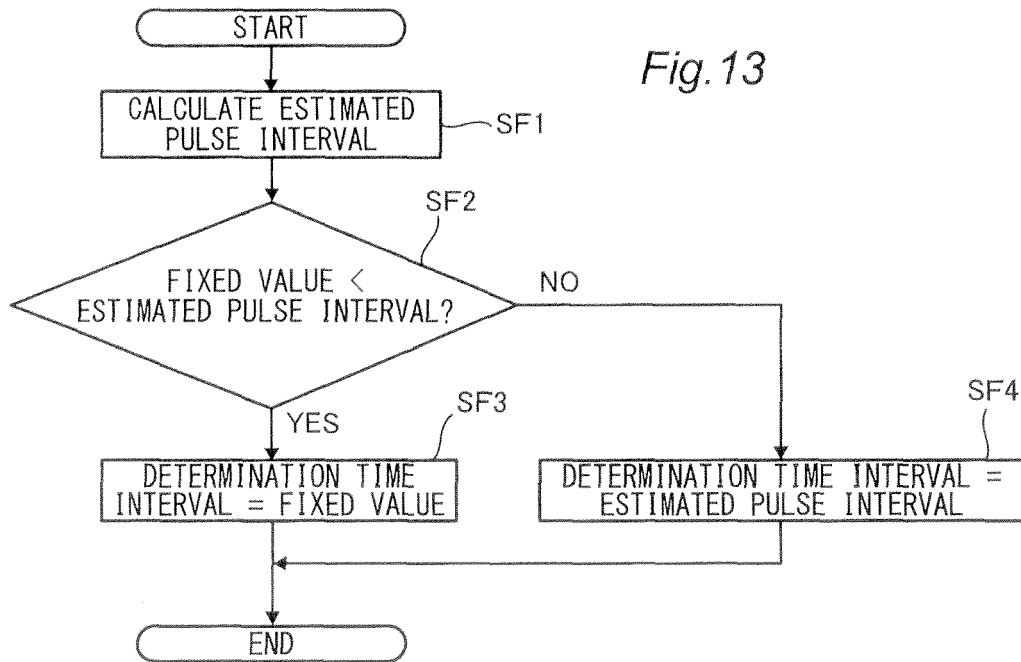 START
Fig.13
CALCULATE ESTIMATED
PULSE INTERVAL
SF1
SF2
FIXED VALUE <
ESTIMATED PULSE INTERVAL?
NO
YES
SF3
SF4
DETERMINATION TIME
INTERVAL = FIXED VALUE
DETERMINATION TIME INTERVAL =
ESTIMATED PULSE INTERVAL
END